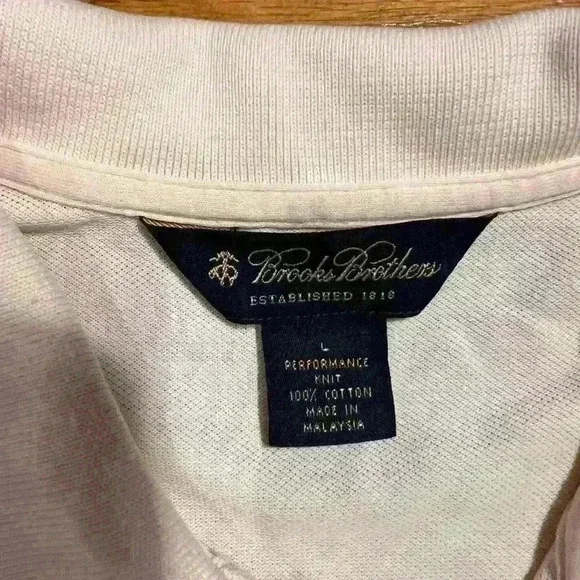 Brooks Brothers
ESTABLISHED 1818
L
PERFORMANCE
KNIT
100% COTTON
MADE IN
MALAYSIA